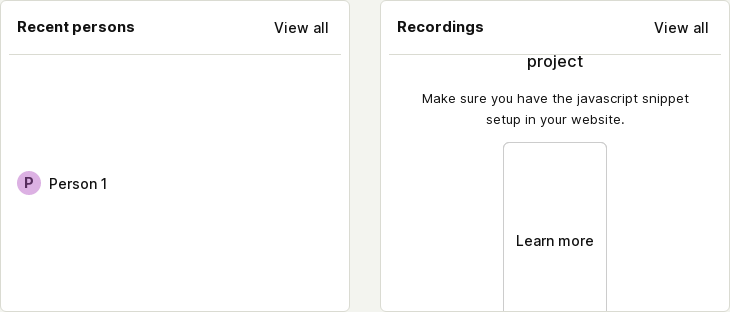 Recent persons
View all
P
Person 1
Recordings
View all
project
Make sure you have the javascript snippet
setup in your website.
Learn more